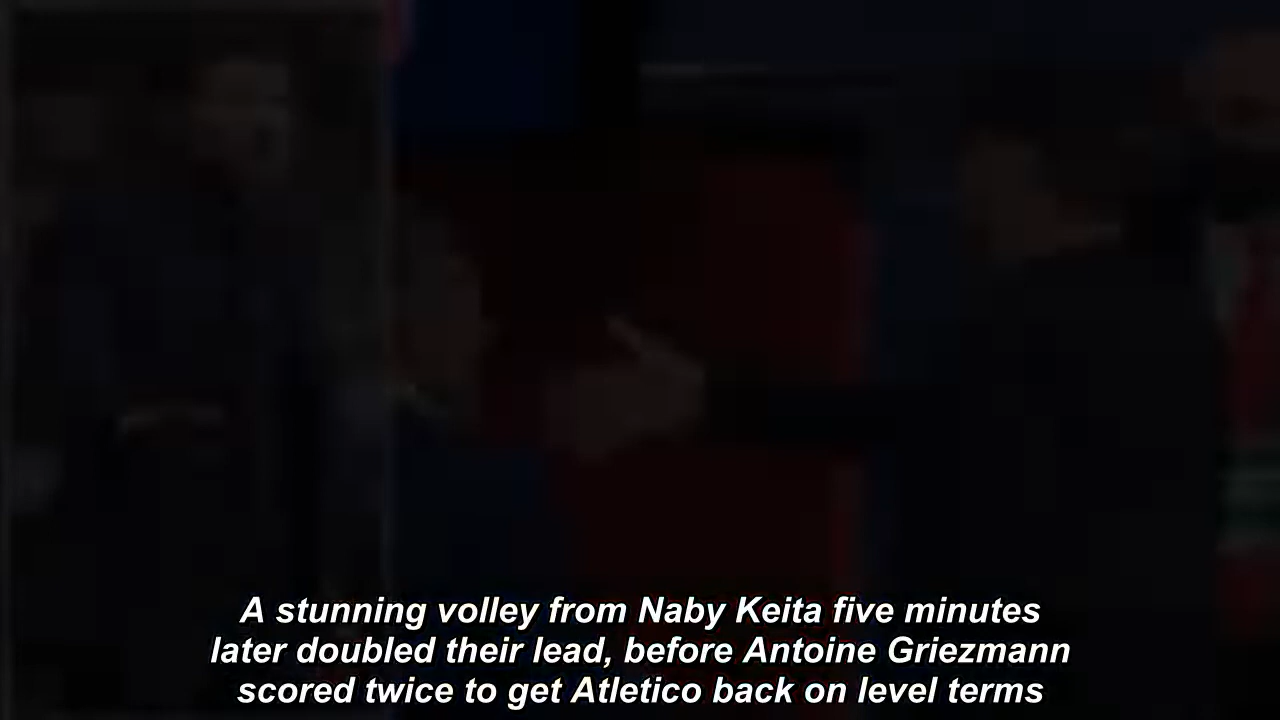 A stunning volley from Naby Keita five minutes
later doubled their lead, before Antoine Griezmann
scored twice to get Atletico back on level terms